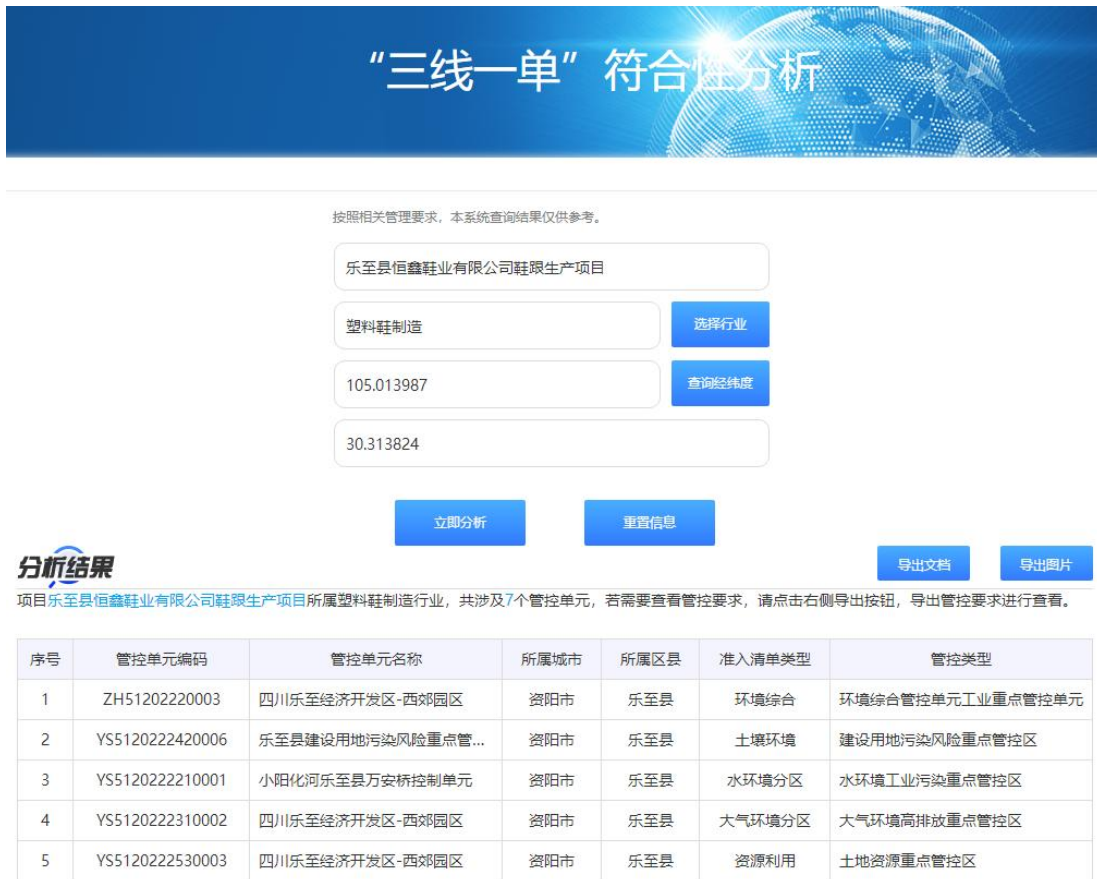 “三线一单”符合性分析
按照相关管理要求，本系统查询结果仅供参考。
乐至县恒鑫鞋业有限公司鞋跟生产项目
塑料鞋制造 选择行业
105.013987 查询经纬度
30.313824
立即分析 重置信息
分析结果 导出文档 导出图片
项目乐至县恒鑫鞋业有限公司鞋跟生产项目所属塑料鞋制造行业，共涉及7个管控单元，若需要查看管控要求，请点击右侧导出按钮，导出管控要求进行查看。
序号 管控单元编码 管控单元名称 所属城市 所属区县 准入清单类型 管控类型
1 ZH51202220003 四川乐至经济开发区-西郊园区 资阳市 乐至县 环境综合 环境综合管控单元工业重点管控单元
2 YS5120222420006 乐至县建设用地污染风险重点管... 资阳市 乐至县 土壤环境 建设用地污染风险重点管控区
3 YS5120222210001 小阳化河乐至县万安桥控制单元 资阳市 乐至县 水环境分区 水环境工业污染重点管控区
4 YS5120222310002 四川乐至经济开发区-西郊园区 资阳市 乐至县 大气环境分区 大气环境高排放重点管控区
5 YS5120222530003 四川乐至经济开发区-西郊园区 资阳市 乐至县 资源利用 土地资源重点管控区